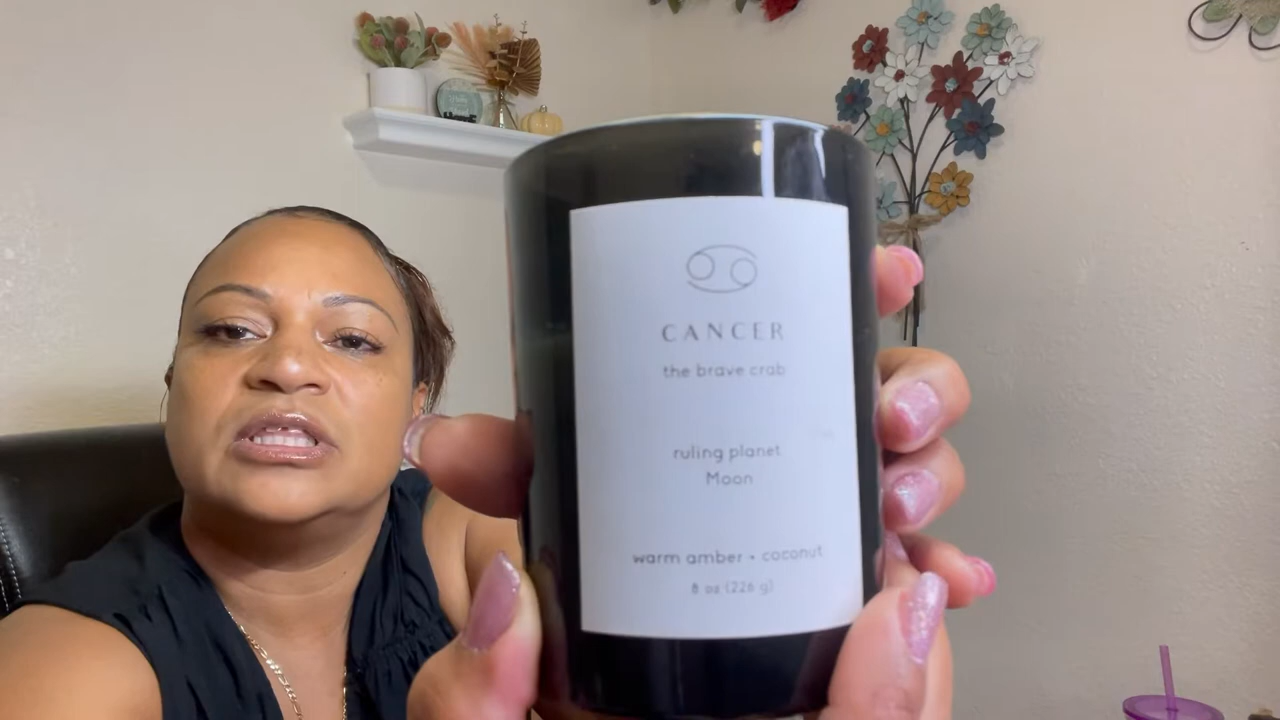 CANCER
the brave crab
ruling planet
Moon
warm amber • coconut
8 oz (226 g)